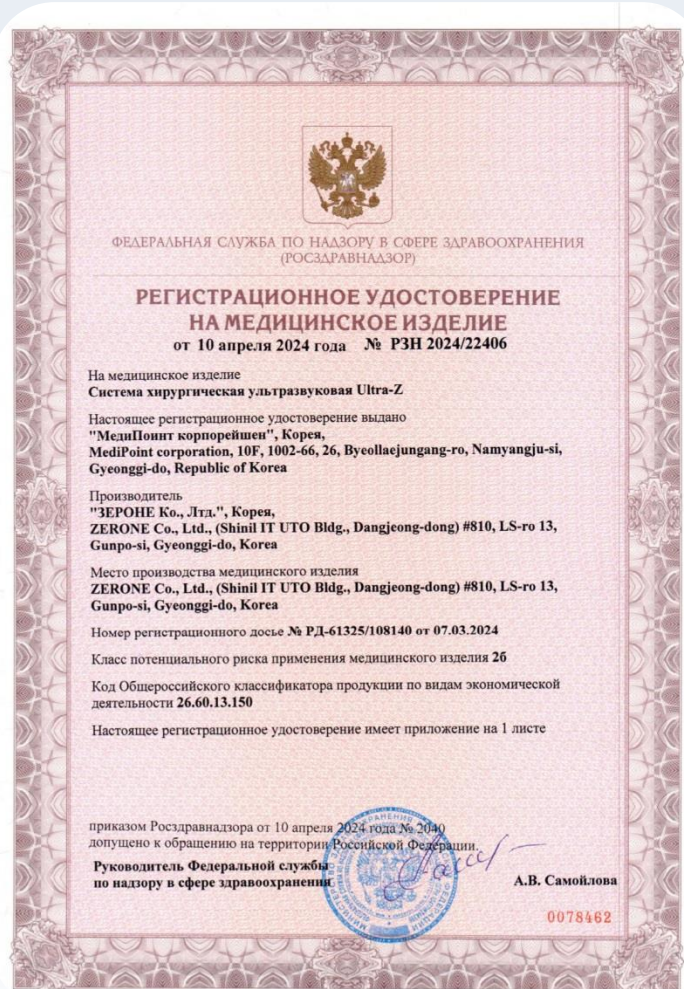 ФЕДЕРАЛЬНАЯ СЛУЖБА ПО НАДЗОРУ В СФЕРЕ ЗДРАВООХРАНЕНИЯ
(РОСЗДРАВНАДЗОР)
РЕГИСТРАЦИОННОЕ УДОСТОВЕРЕНИЕ
НА МЕДИЦИНСКОЕ ИЗДЕЛИЕ
от 10 апреля 2024 года № РЗН 2024/22406
На медицинское изделие
Система хирургическая ультразвуковая Ultra-Z
Настоящее регистрационное удостоверение выдано
"МедиПоинт корпорейшен", Корея,
MediPoint corporation, 10F, 1002-66, 26, Byeollaejungang-ro, Namyangju-si,
Gyeonggi-do, Republic of Korea
Производитель
"ЗЕРОНЕ Ко., Лтд.", Корея,
ZERONE Co., Ltd., (Shinil IT UTO Bldg., Dangjeong-dong) #810, LS-ro 13,
Gunpo-si, Gyeonggi-do, Korea
Место производства медицинского изделия
ZERONE Co., Ltd., (Shinil IT UTO Bldg., Dangjeong-dong) #810, LS-ro 13,
Gunpo-si, Gyeonggi-do, Korea
Номер регистрационного досье № РД-61325/108140 от 07.03.2024
Класс потенциального риска применения медицинского изделия 2б
Код Общероссийского классификатора продукции по видам экономической
деятельности 26.60.13.150
Настоящее регистрационное удостоверение имеет приложение на 1 листе
приказом Росздравнадзора от 10 апреля 2024 года № 2040
допущено к обращению на территории Российской Федерации.
Руководитель Федеральной службы
по надзору в сфере здравоохранения
А.В. Самойлова
0078462